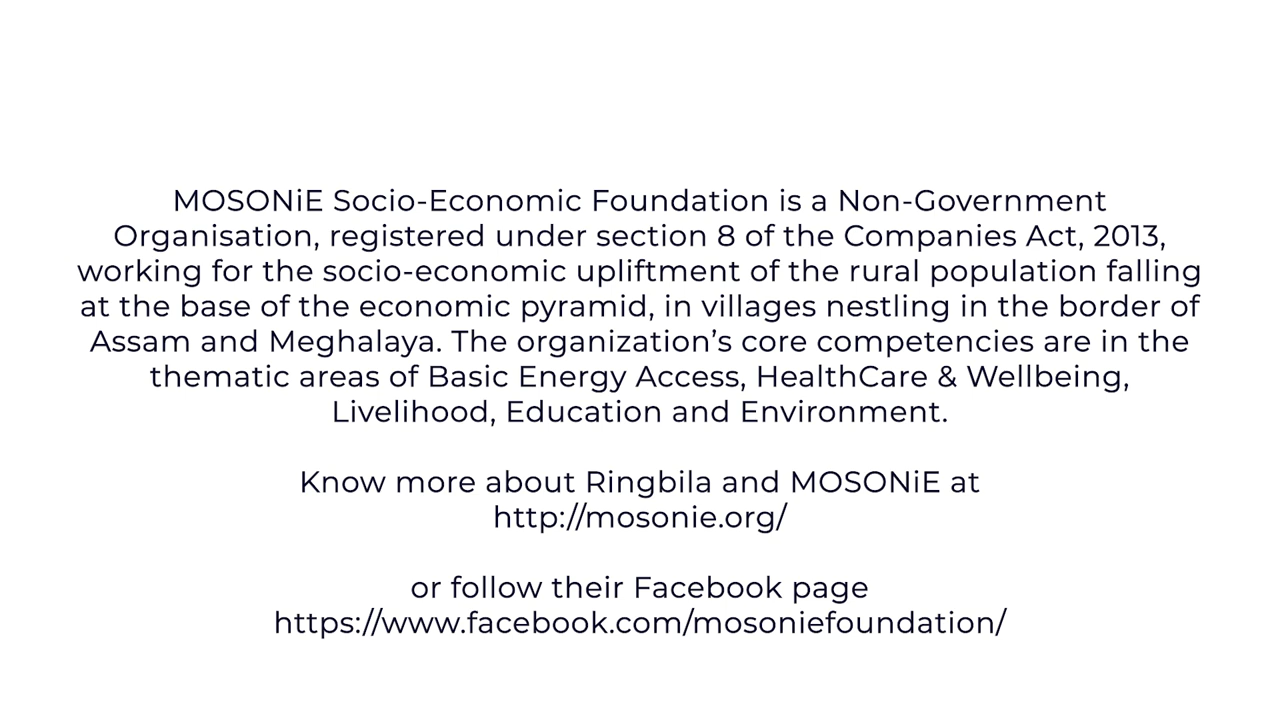 MOSONiE Socio-Economic Foundation is a Non-Government
Organisation, registered under section 8 of the Companies Act, 2013,
working for the socio-economic upliftment of the rural population falling
at the base of the economic pyramid, in villages nestling in the border of
Assam and Meghalaya. The organization’s core competencies are in the
thematic areas of Basic Energy Access, HealthCare & Wellbeing,
Livelihood, Education and Environment.
Know more about Ringbila and MOSONiE at
http://mosonie.org/
or follow their Facebook page
https://www.facebook.com/mosoniefoundation/